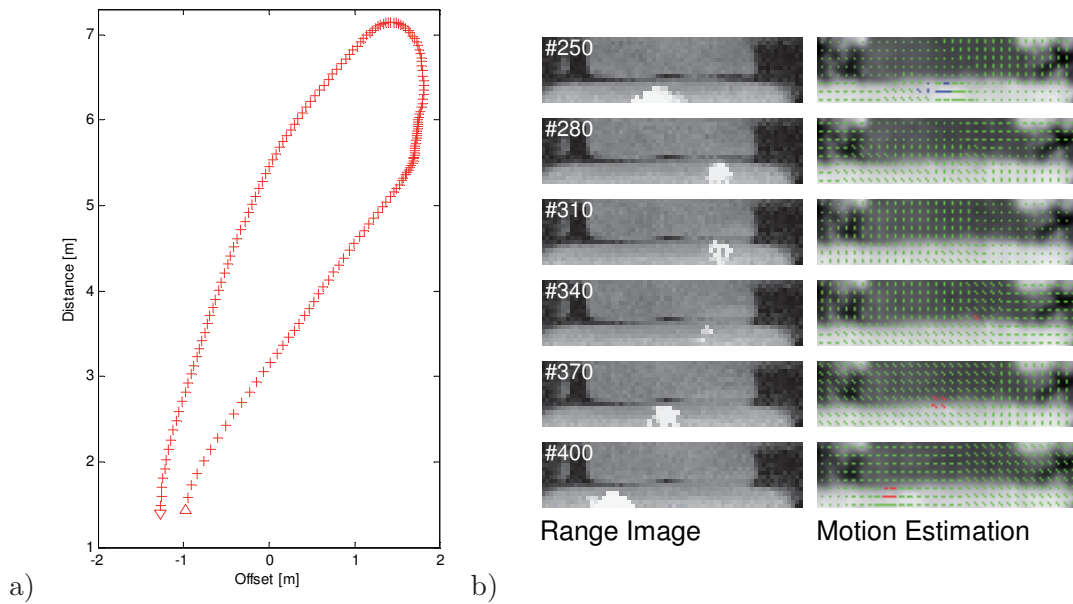 7
6
5
4
3
2
1
-2 -1 0 1 2
Distance [m]
Offset [m]
a)
#250
#280
#310
#340
#370
#400
Range Image Motion Estimation
b)